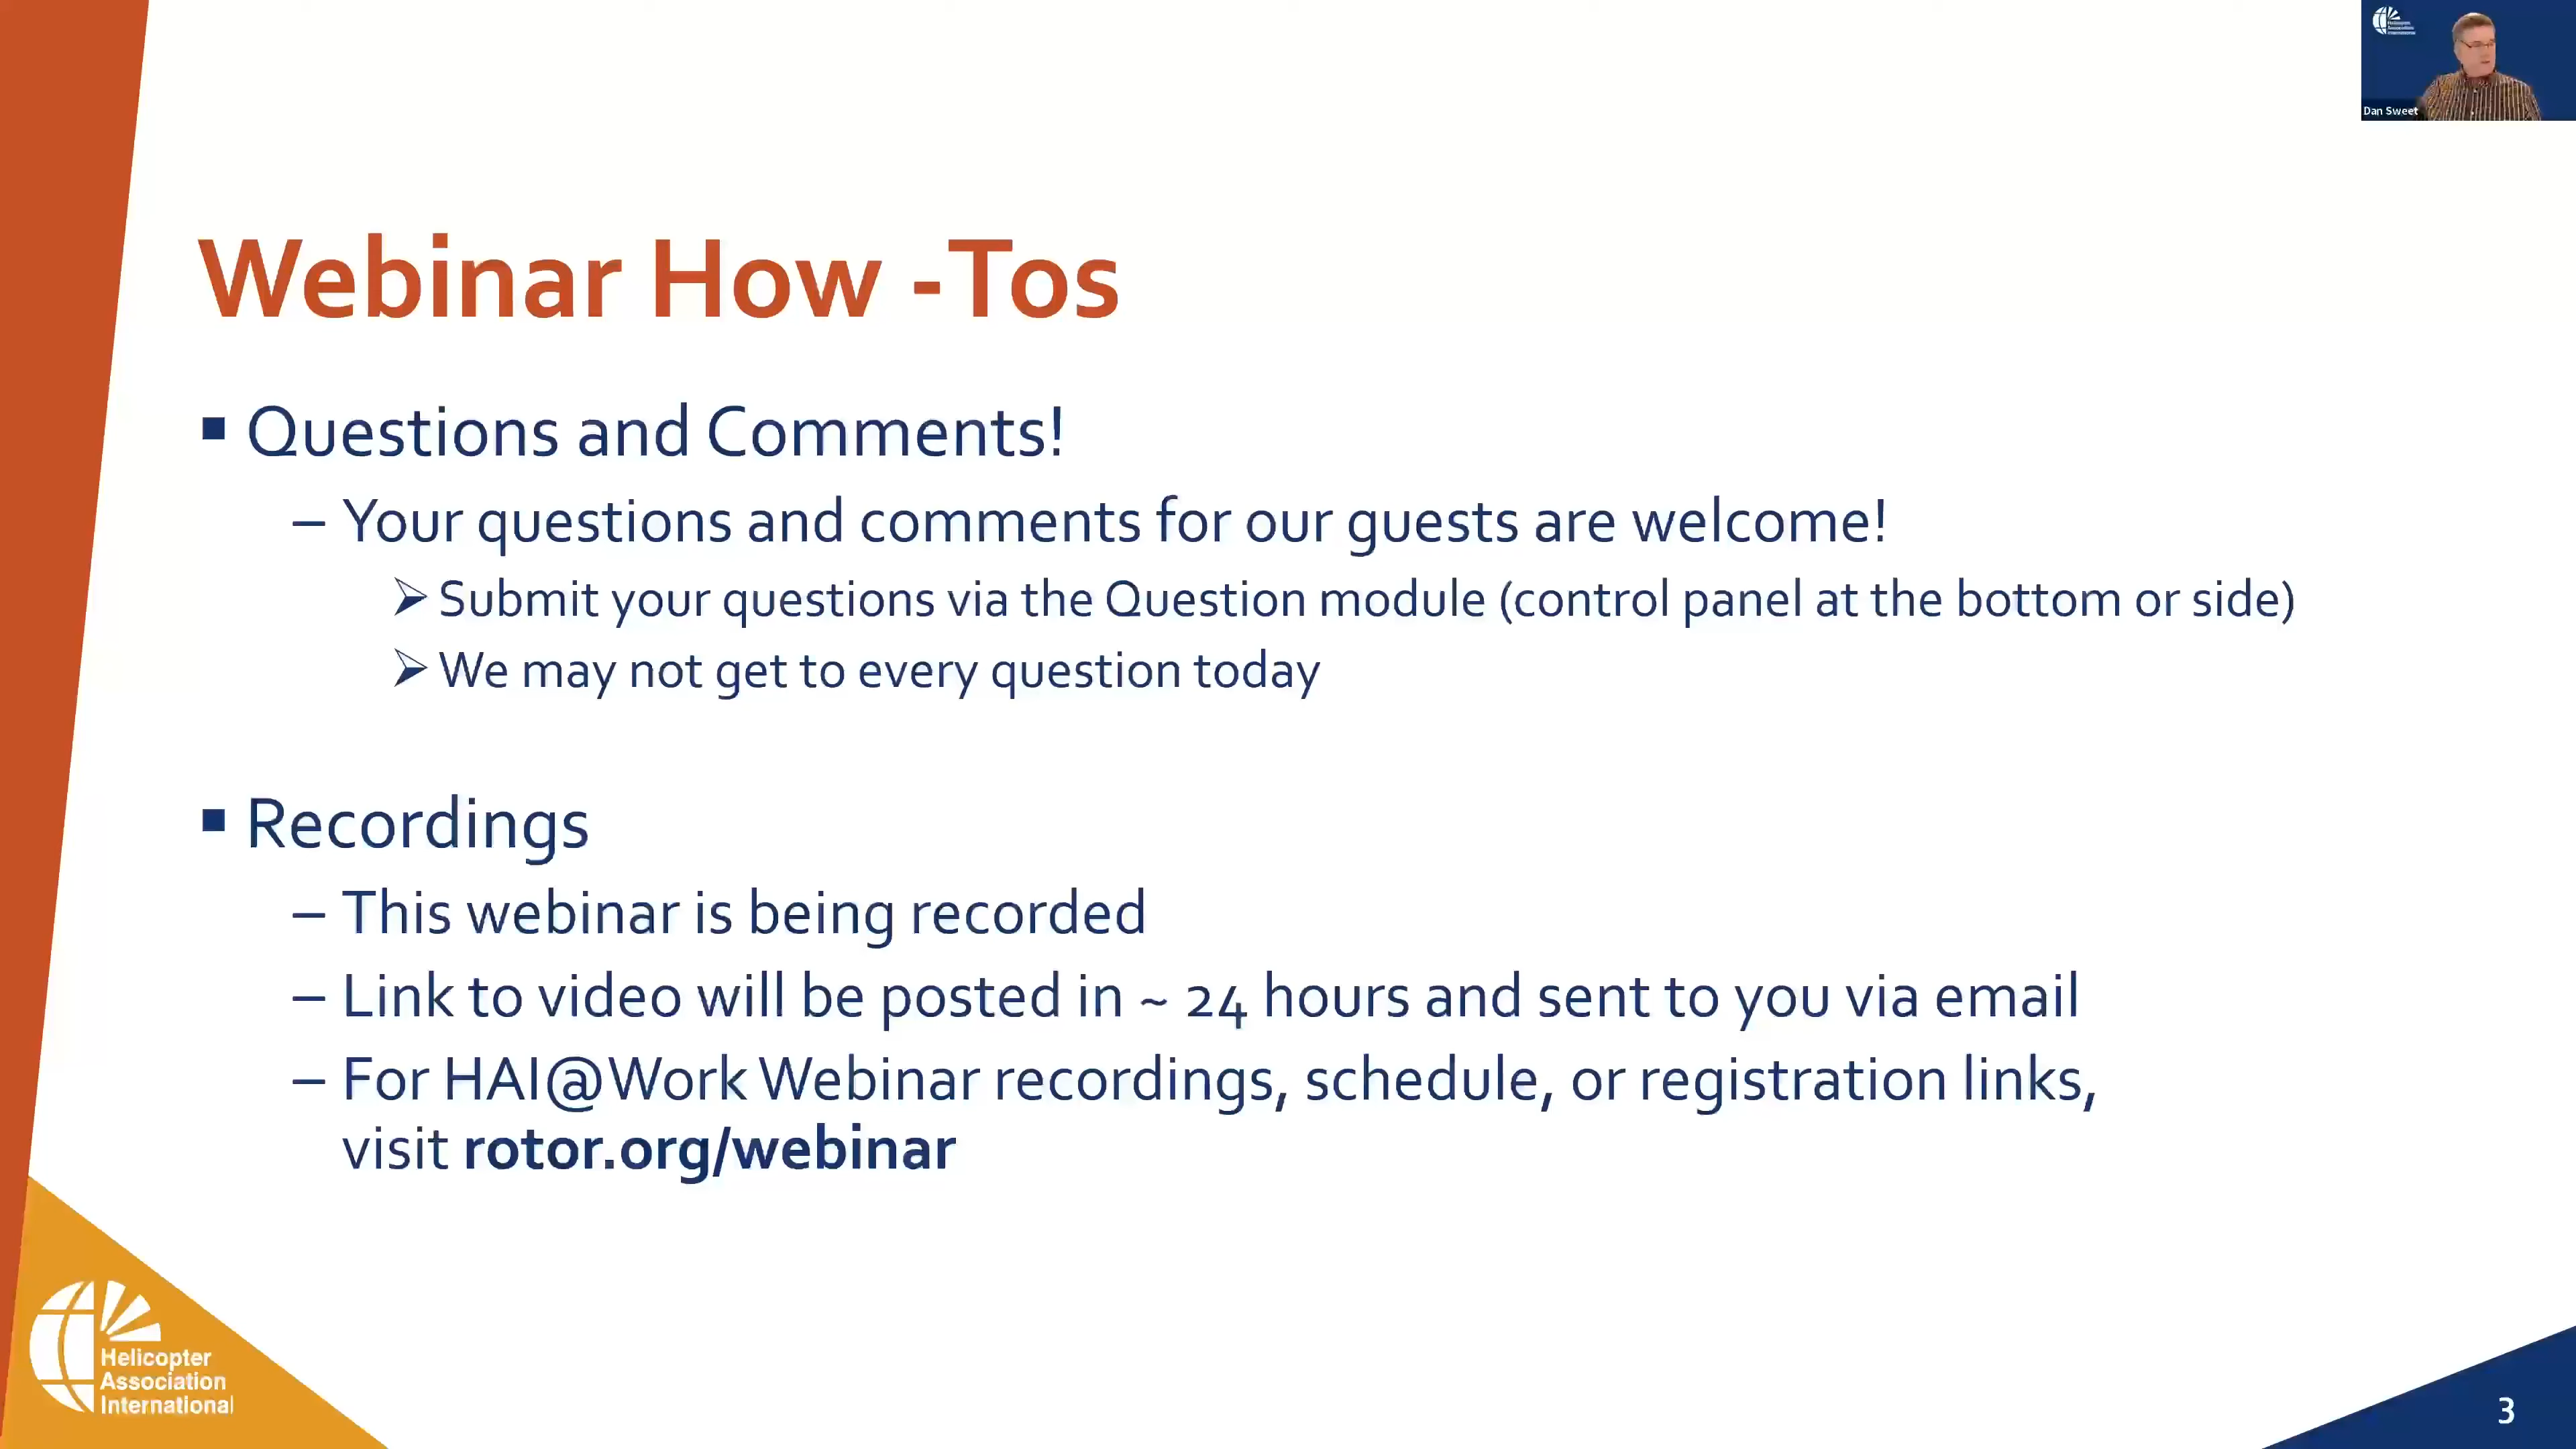 Dan Sweet
Webinar How -Tos
▪ Questions and Comments!
– Your questions and comments for our guests are welcome!
➢ Submit your questions via the Question module (control panel at the bottom or side)
➢ We may not get to every question today
▪ Recordings
– This webinar is being recorded
– Link to video will be posted in ~ 24 hours and sent to you via email
– For HAI@Work Webinar recordings, schedule, or registration links,
visit rotor.org/webinar
Helicopter
Association
International
3